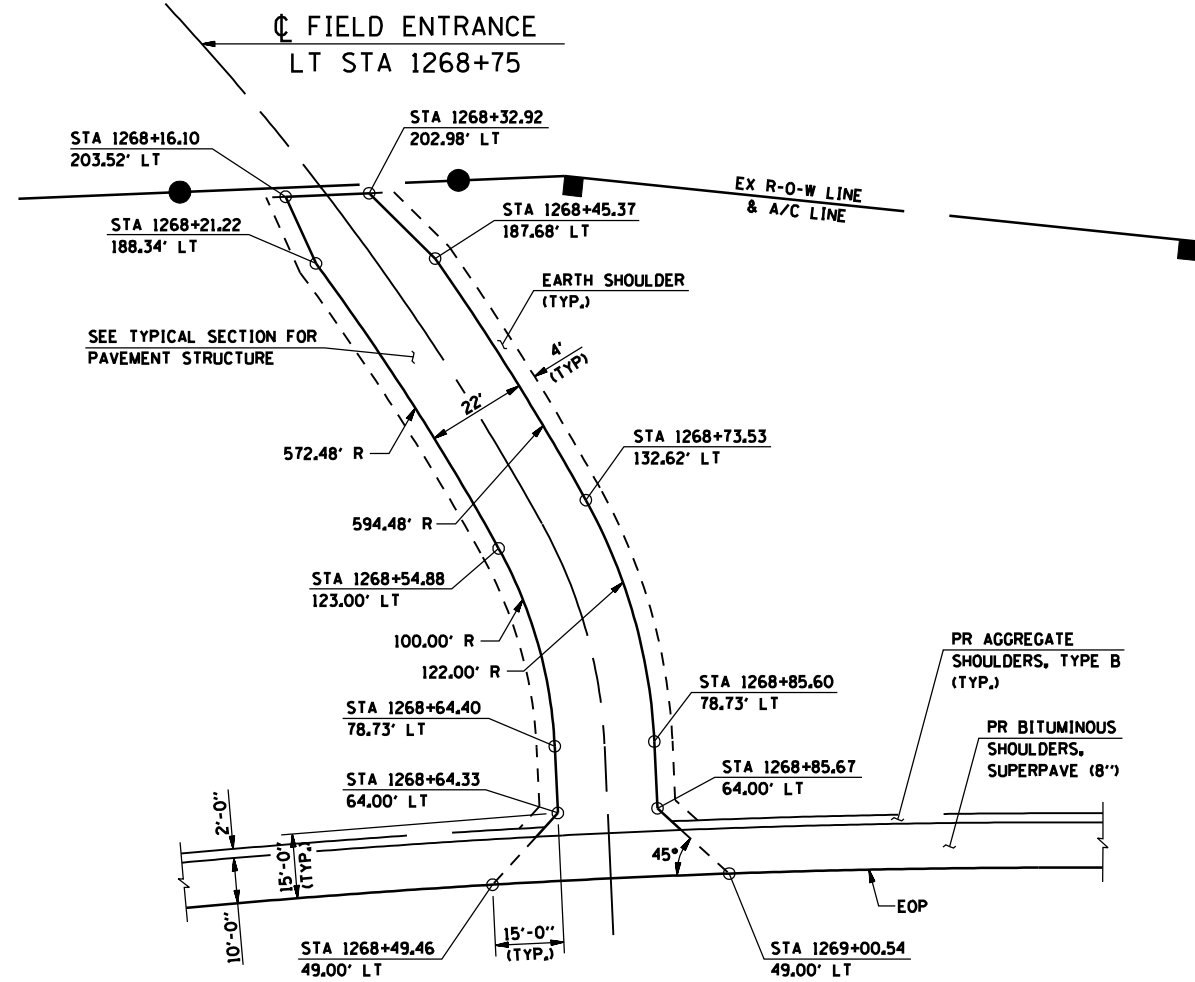 ℄ FIELD ENTRANCE
LT STA 1268+75
STA 1268+16.10
203.52' LT
STA 1268+32.92
202.98' LT
EX R-O-W LINE
& A/C LINE
STA 1268+21.22
188.34' LT
STA 1268+45.37
187.68' LT
EARTH SHOULDER
(TYP.)
SEE TYPICAL SECTION FOR
PAVEMENT STRUCTURE
4'
(TYP)
22'
572.48' R
STA 1268+73.53
132.62' LT
594.48' R
STA 1268+54.88
123.00' LT
100.00' R
122.00' R
PR AGGREGATE
SHOULDERS, TYPE B
(TYP.)
STA 1268+64.40
78.73' LT
STA 1268+85.60
78.73' LT
PR BITUMINOUS
SHOULDERS,
SUPERPAVE (8'')
STA 1268+64.33
64.00' LT
STA 1268+85.67
64.00' LT
2'-0''
15'-0''
(TYP.)
10'-0''
45°
EOP
15'-0''
(TYP.)
STA 1268+49.46
49.00' LT
STA 1269+00.54
49.00' LT